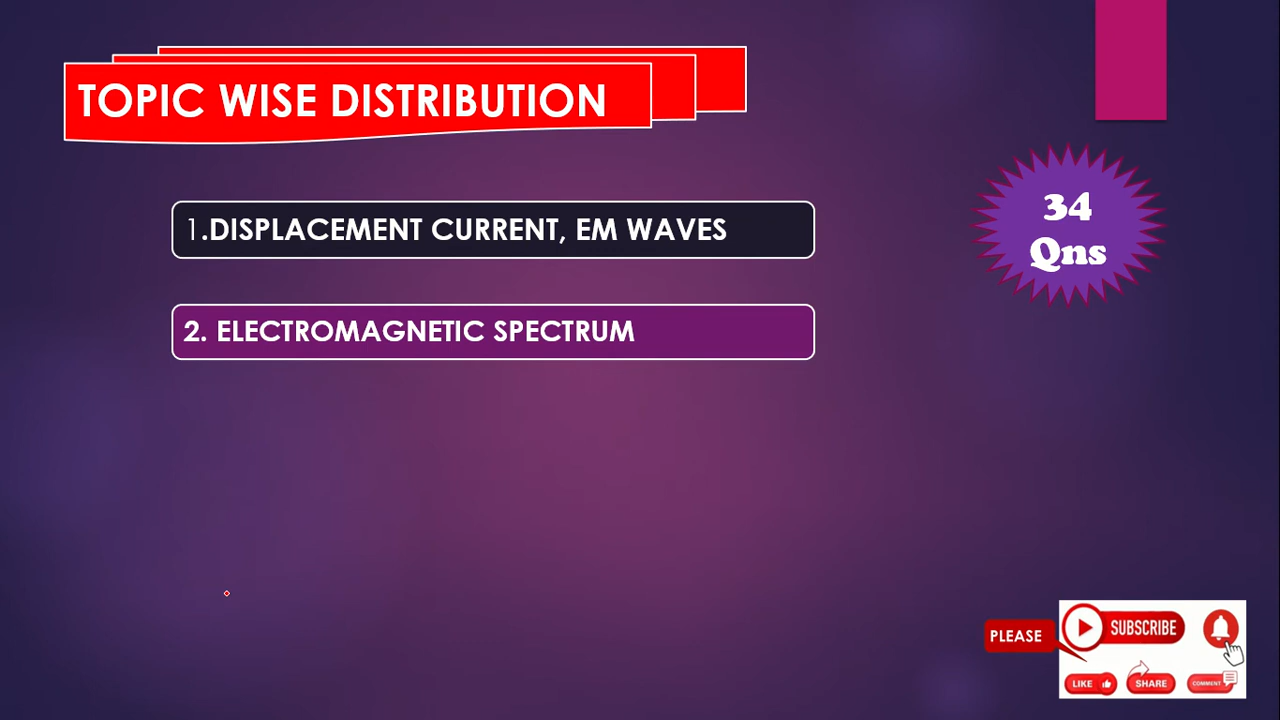 TOPIC WISE DISTRIBUTION
1.DISPLACEMENT CURRENT, EM WAVES
34
Qns
2. ELECTROMAGNETIC SPECTRUM
PLEASE
SUBSCRIBE
LIKE
SHARE
COMMENT